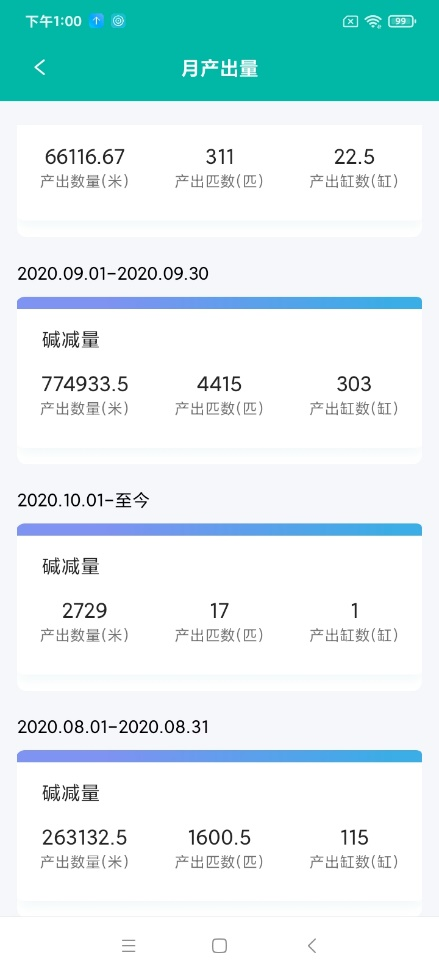 下午1:00
99
月产出量
66116.67 311 22.5
产出数量(米) 产出匹数(匹) 产出缸数(缸)
2020.09.01-2020.09.30
碱减量
774933.5 4415 303
产出数量(米) 产出匹数(匹) 产出缸数(缸)
2020.10.01-至今
碱减量
2729 17 1
产出数量(米) 产出匹数(匹) 产出缸数(缸)
2020.08.01-2020.08.31
碱减量
263132.5 1600.5 115
产出数量(米) 产出匹数(匹) 产出缸数(缸)